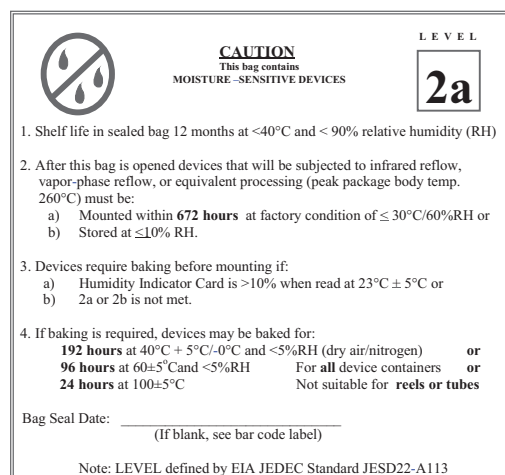 CAUTION
This bag contains
MOISTURE –SENSITIVE DEVICES
L E V E L
2a
1. Shelf life in sealed bag 12 months at <40°C and < 90% relative humidity (RH)
2. After this bag is opened devices that will be subjected to infrared reflow,
vapor-phase reflow, or equivalent processing (peak package body temp.
260°C) must be:
a) Mounted within 672 hours at factory condition of ≤ 30°C/60%RH or
b) Stored at ≤10% RH.
3. Devices require baking before mounting if:
a) Humidity Indicator Card is >10% when read at 23°C ± 5°C or
b) 2a or 2b is not met.
4. If baking is required, devices may be baked for:
192 hours at 40°C + 5°C/-0°C and <5%RH (dry air/nitrogen) or
96 hours at 60±5°Cand <5%RH For all device containers or
24 hours at 100±5°C Not suitable for reels or tubes
Bag Seal Date: ______________________________
(If blank, see bar code label)
Note: LEVEL defined by EIA JEDEC Standard JESD22-A113